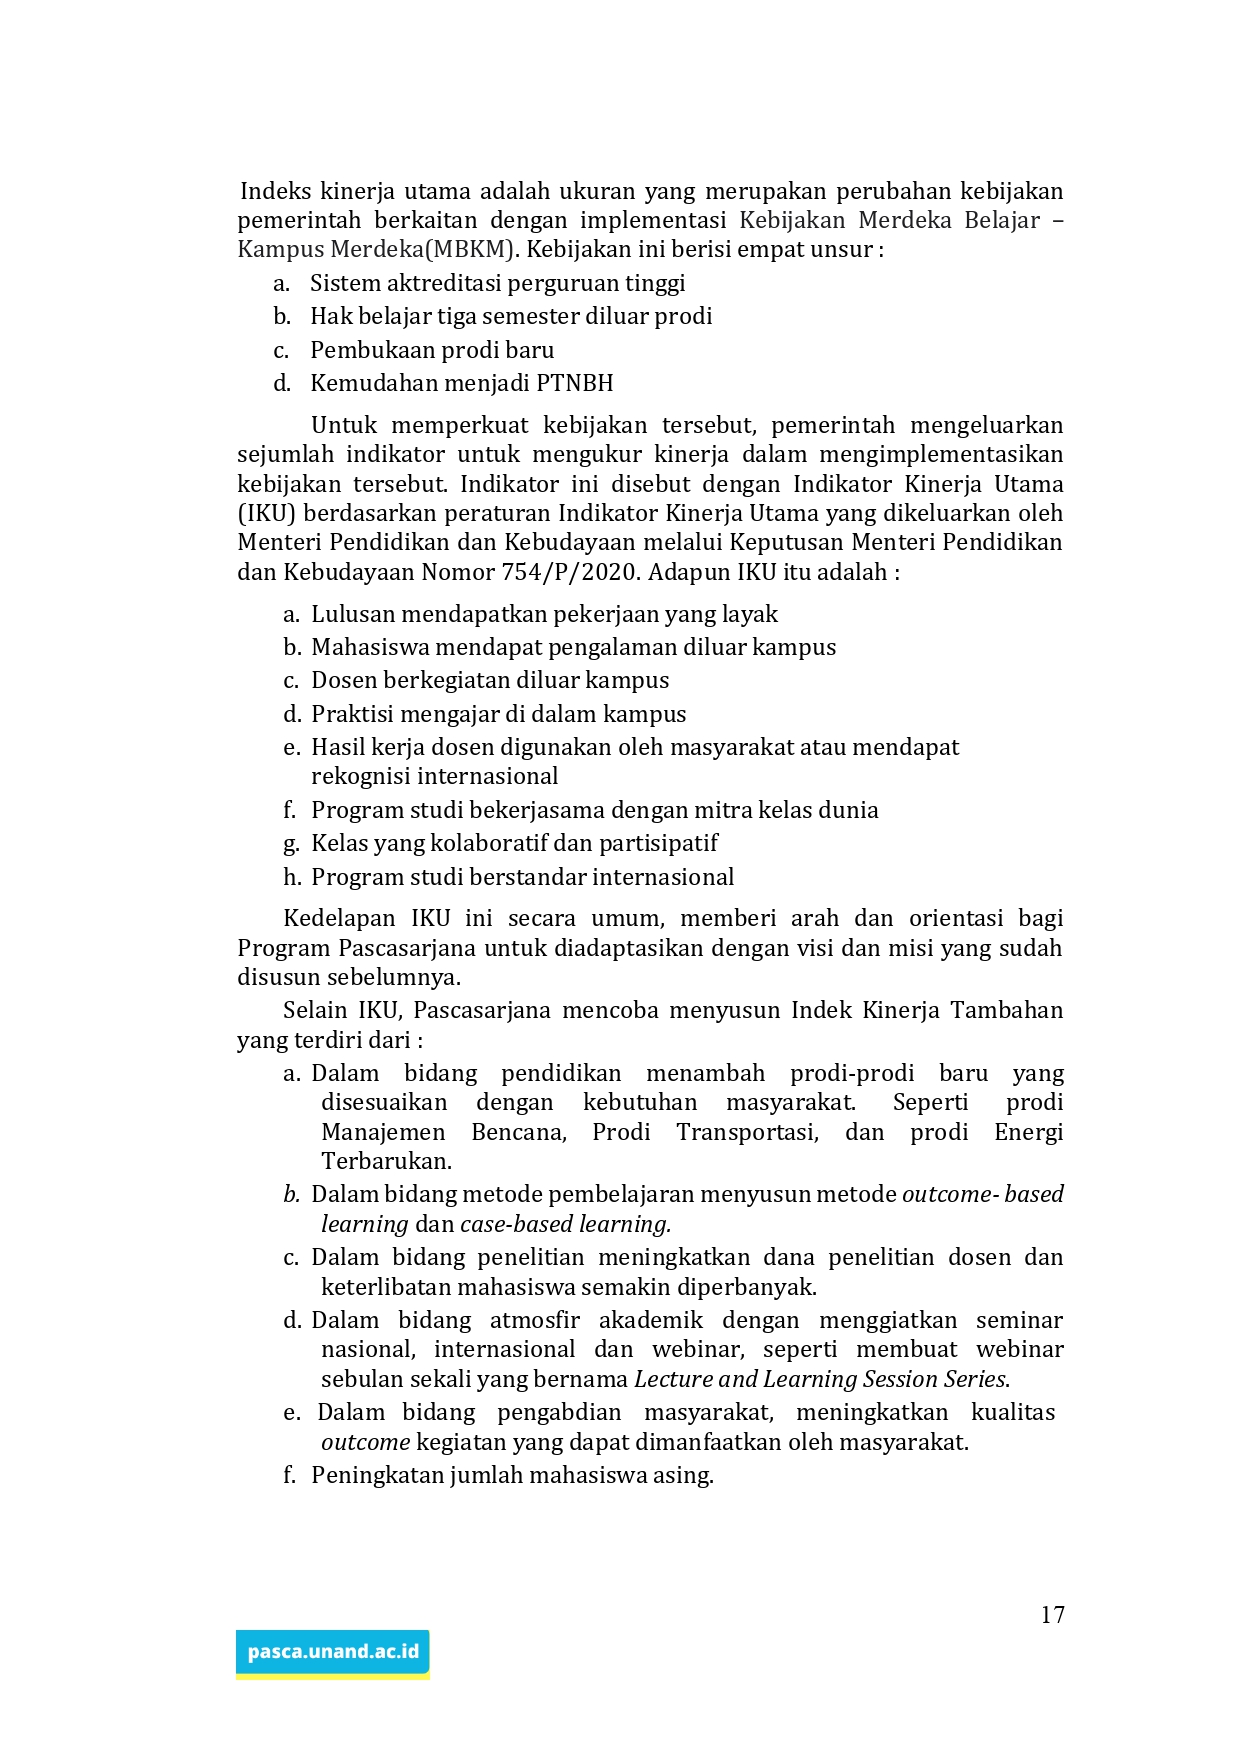 Indeks kinerja utama adalah ukuran yang merupakan perubahan kebijakan
pemerintah berkaitan dengan implementasi Kebijakan Merdeka Belajar –
Kampus Merdeka(MBKM). Kebijakan ini berisi empat unsur :
a. Sistem aktreditasi perguruan tinggi
b. Hak belajar tiga semester diluar prodi
c. Pembukaan prodi baru
d. Kemudahan menjadi PTNBH
Untuk memperkuat kebijakan tersebut, pemerintah mengeluarkan
sejumlah indikator untuk mengukur kinerja dalam mengimplementasikan
kebijakan tersebut. Indikator ini disebut dengan Indikator Kinerja Utama
(IKU) berdasarkan peraturan Indikator Kinerja Utama yang dikeluarkan oleh
Menteri Pendidikan dan Kebudayaan melalui Keputusan Menteri Pendidikan
dan Kebudayaan Nomor 754/P/2020. Adapun IKU itu adalah :
a. Lulusan mendapatkan pekerjaan yang layak
b. Mahasiswa mendapat pengalaman diluar kampus
c. Dosen berkegiatan diluar kampus
d. Praktisi mengajar di dalam kampus
e. Hasil kerja dosen digunakan oleh masyarakat atau mendapat
rekognisi internasional
f. Program studi bekerjasama dengan mitra kelas dunia
g. Kelas yang kolaboratif dan partisipatif
h. Program studi berstandar internasional
Kedelapan IKU ini secara umum, memberi arah dan orientasi bagi
Program Pascasarjana untuk diadaptasikan dengan visi dan misi yang sudah
disusun sebelumnya.
Selain IKU, Pascasarjana mencoba menyusun Indek Kinerja Tambahan
yang terdiri dari :
a. Dalam bidang pendidikan menambah prodi-prodi baru yang
disesuaikan dengan kebutuhan masyarakat. Seperti prodi
Manajemen Bencana, Prodi Transportasi, dan prodi Energi
Terbarukan.
b. Dalam bidang metode pembelajaran menyusun metode outcome- based
learning dan case-based learning.
c. Dalam bidang penelitian meningkatkan dana penelitian dosen dan
keterlibatan mahasiswa semakin diperbanyak.
d. Dalam bidang atmosfir akademik dengan menggiatkan seminar
nasional, internasional dan webinar, seperti membuat webinar
sebulan sekali yang bernama Lecture and Learning Session Series.
e. Dalam bidang pengabdian masyarakat, meningkatkan kualitas
outcome kegiatan yang dapat dimanfaatkan oleh masyarakat.
f. Peningkatan jumlah mahasiswa asing.
17
pasca.unand.ac.id